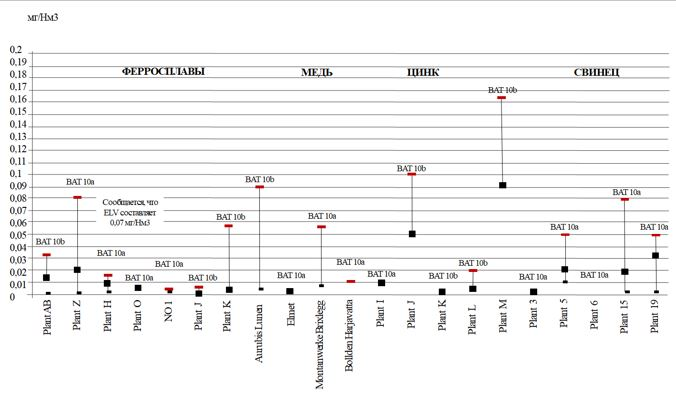 мг/Нм3
0,2
0,19
0,18
0,17
0,16
0,15
0,14
0,13
0,12
0,11
0,1
0,09
0,08
0,07
0,06
0,05
0,04
0,03
0,02
0,01
0
ФЕРРОСПЛАВЫ
МЕДЬ
ЦИНК
СВИНЕЦ
BAT 10b
BAT 10a
BAT 10a
BAT 10a
BAT 10a
BAT 10b
BAT 10b
BAT 10b
BAT 10a
BAT 10a
BAT 10a
BAT 10a
BAT 10b
BAT 10b
BAT 10b
BAT 10b
BAT 10a
BAT 10a
BAT 10a
BAT 10a
BAT 10a
Сообщается, что
ELV составляет
0,07 мг/Нм3
Plant AB
Plant Z
Plant H
Plant O
NO 1
Plant J
Plant K
Aurubis Lunen
Elmet
Montanwerke Brixlegg
Boliden Harjavatta
Plant I
Plant J
Plant K
Plant L
Plant M
Plant 3
Plant 5
Plant 6
Plant 15
Plant 19